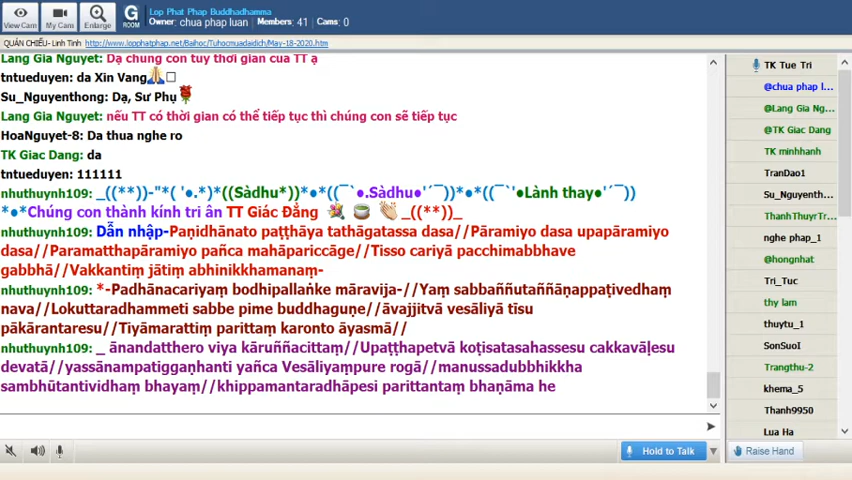 Lop Phat Phap Buddhadhamma
Owner: chua phap luan Members: 41 Cams: 0
View Cam
My Cam
Enlarge
G
ROOM
QUÁN CHIẾU-Linh Tinh http://www.lopphatphap.net/Baihoc/Tuhocmuadaidich/May-18-2020.htm
Lang Gia Nguyet: Dạ chúng con tuỳ thời gian của TT ạ
tntueduyen: da Xin Vang🙏□
Su_Nguyenthong: Dạ, Sư Phụ🌹
Lang Gia Nguyet: nếu TT có thời gian có thể tiếp tục thì chúng con sẽ tiếp tục
HoaNguyet-8: Da thua nghe ro
TK Giac Dang: da
tntueduyen: 111111
nhuthuynh109: _((**))-"*( '●.*)*((Sàdhu*))*●*((¯`●.Sàdhu●'´¯))*●*((¯`'●Lành thay●'´¯))
*●*Chúng con thành kính tri ân TT Giác Đẳng 💐 🍵 👏 _((**))_
nhuthuynh109: Dẫn nhập-Paṇidhānato paṭṭhāya tathāgatassa dasa//Pāramiyo dasa upapāramiyo
dasa//Paramatthapāramiyo pañca mahāpariccāge//Tisso cariyā pacchimabbhave
gabbhā//Vakkantiṃ jātiṃ abhinikkhamanaṃ-
nhuthuynh109: *-Padhānacariyaṃ bodhipallaṅke māravija-//Yaṃ sabbaññutaññāṇappaṭivedhaṃ
nava//Lokuttaradhammeti sabbe pime buddhaguṇe//āvajjitvā vesāliyā tīsu
pākārantaresu//Tiyāmarattiṃ parittaṃ karonto āyasmā//
nhuthuynh109: _ ānandatthero viya kāruññacittaṃ//Upaṭṭhapetvā koṭisatasahassesu cakkavāḷesu
devatā//yassānampatiggaṇhanti yañca Vesāliyaṃpure rogā//manussadubbhikkha
sambhūtantividhaṃ bhayaṃ//khippamantaradhāpesi parittantaṃ bhaṇāma he
TK Tue Tri
@chua phap l...
@Lang Gia Ng...
@TK Giac Dang
TK minhhanh
TranDao1
Su_Nguyenth...
ThanhThuyrTr...
nghe phap_1
@hongnhat
Tri_Tuc
thy lam
thuytu_1
SonSuoI
Trangthu-2
khema_5
Thanh9950
Lua Ha
Hold to Talk
Raise Hand